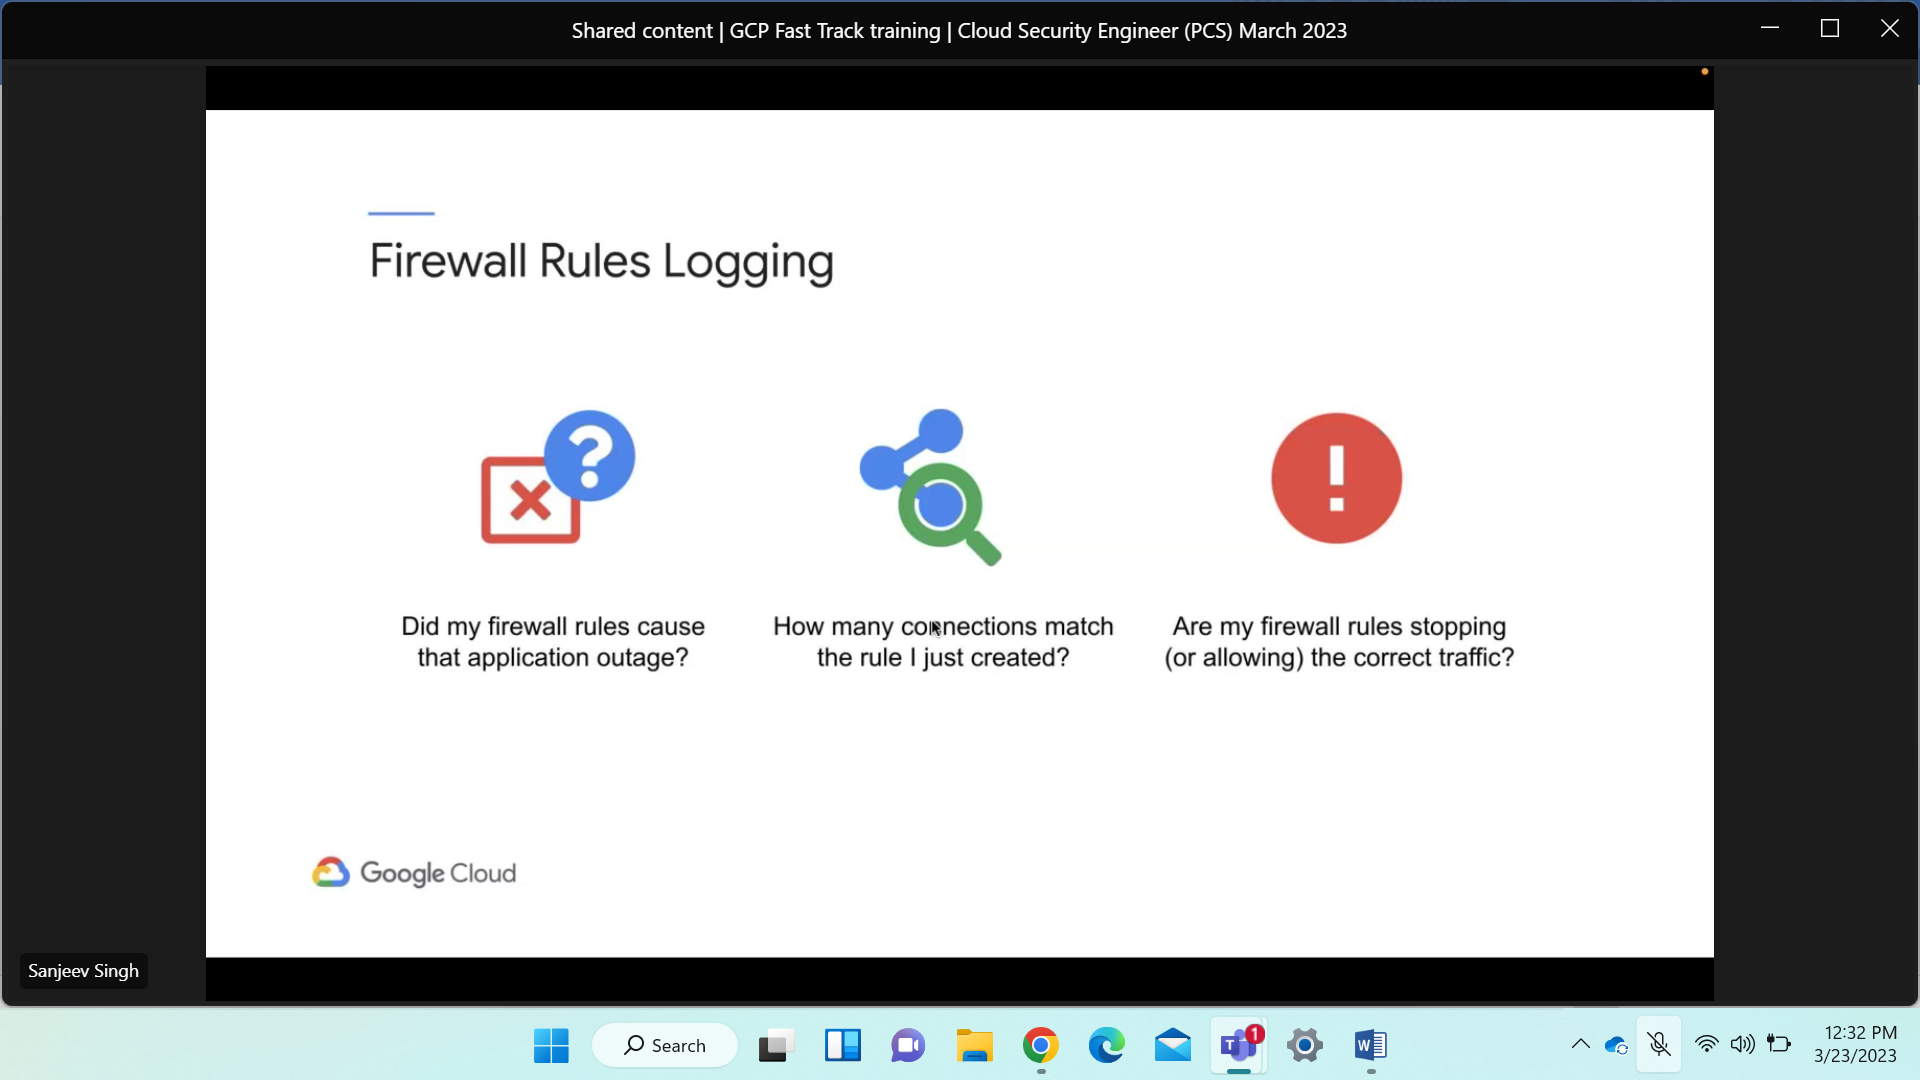 Shared content | GCP Fast Track training | Cloud Security Engineer (PCS) March 2023
Firewall Rules Logging
?
!
Did my firewall rules cause
that application outage?
How many connections match
the rule I just created?
Are my firewall rules stopping
(or allowing) the correct traffic?
Google Cloud
Sanjeev Singh
Search
1
T
W
12:32 PM
3/23/2023